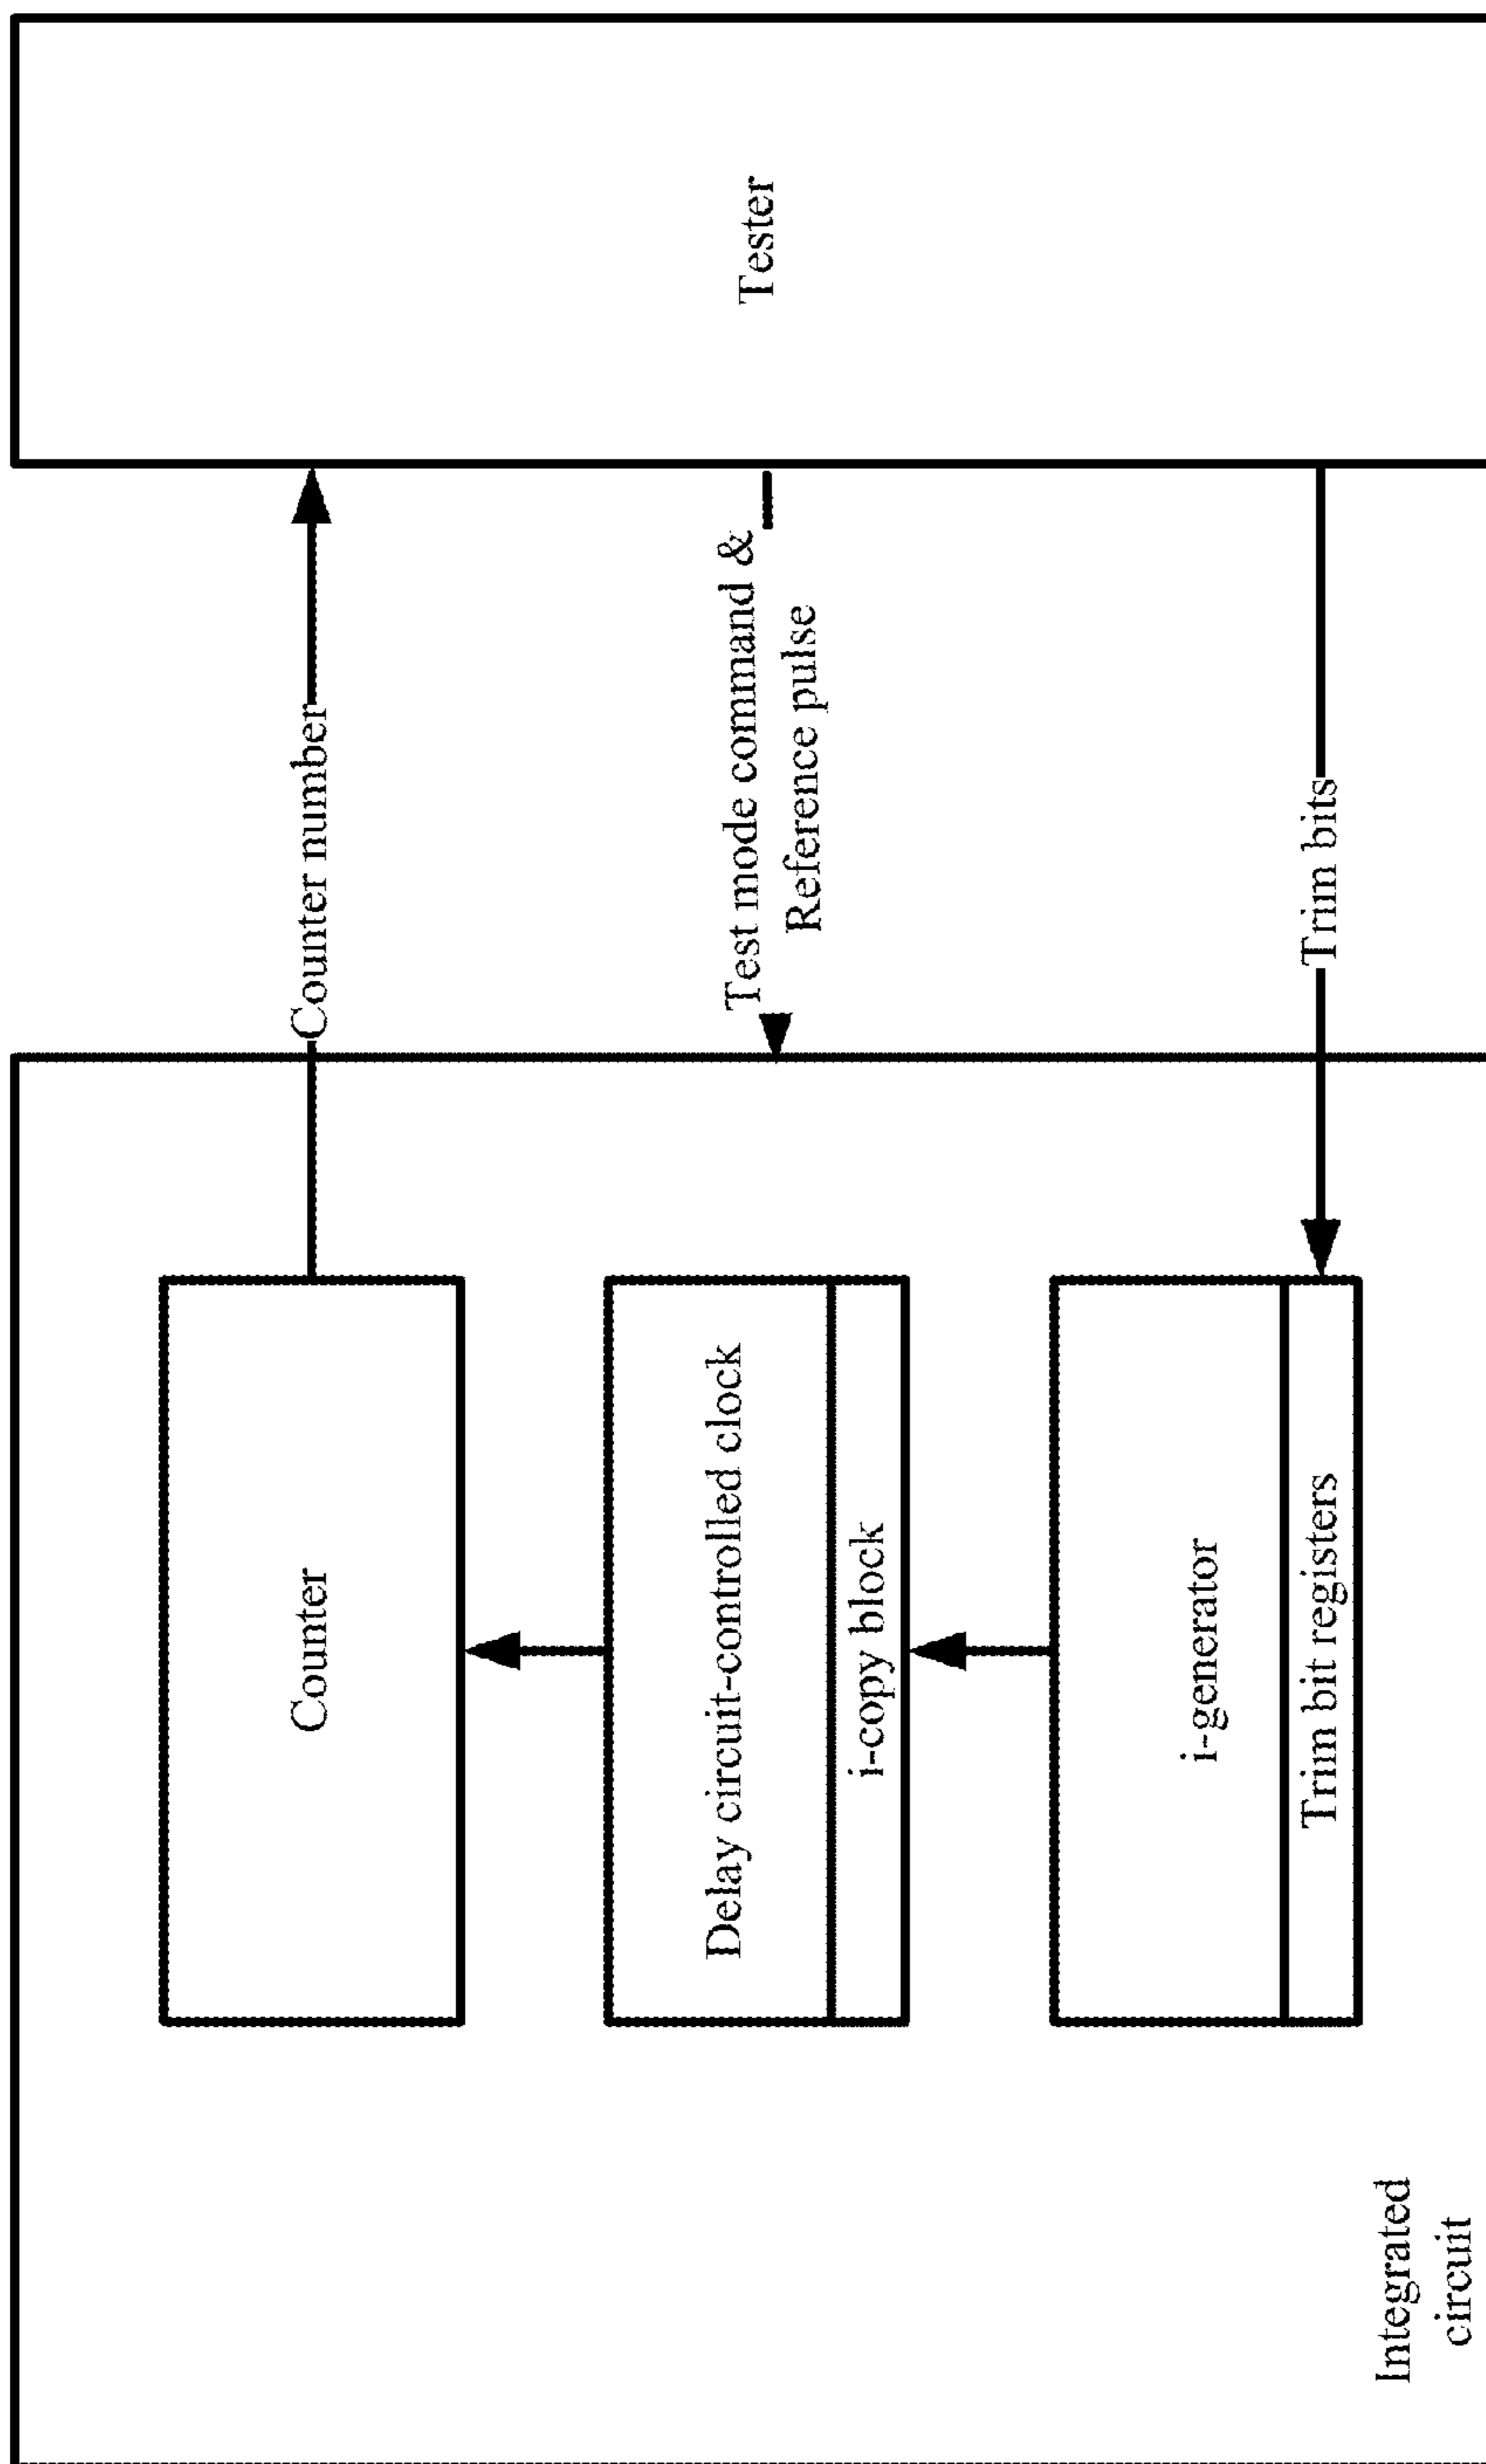 Tester
Counter number
Test mode command &
Reference pulse
Trim bits
Counter
Delay circuit-controlled clock
i-copy block
i-generator
Trim bit registers
Integrated
circuit